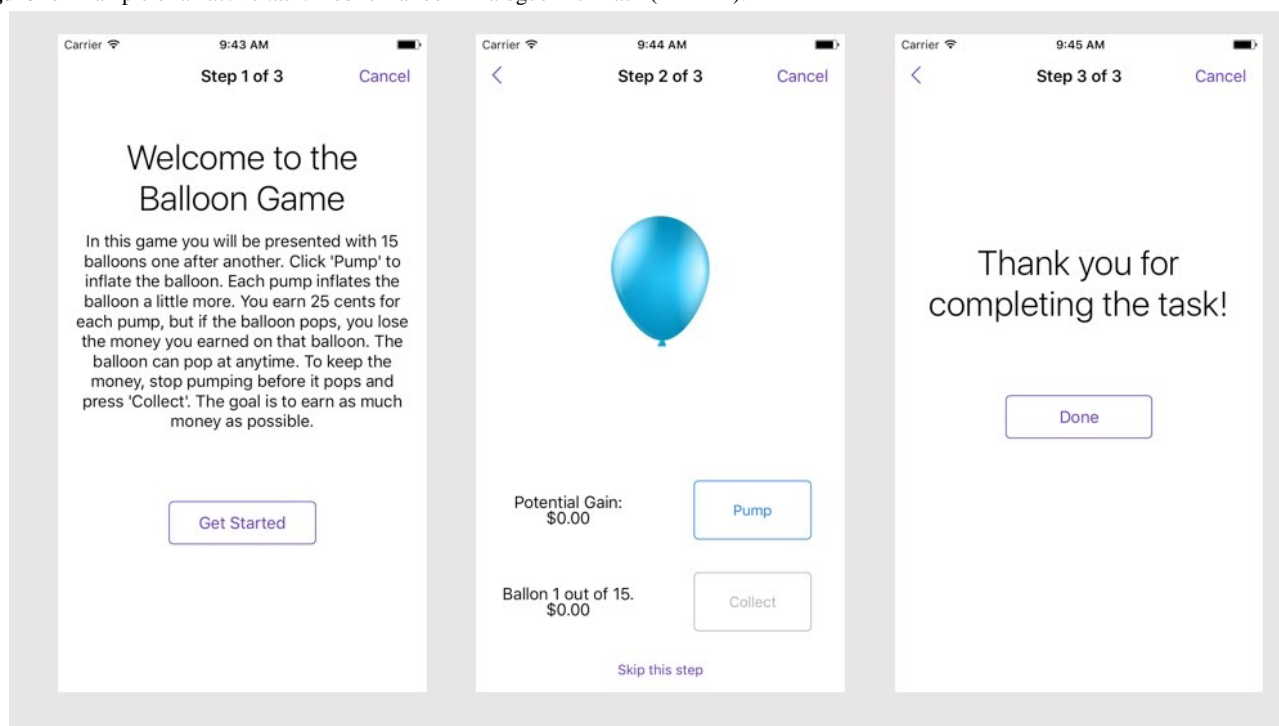 Carrier
9:43 AM
Step 1 of 3
Cancel
Welcome to the
Balloon Game
In this game you will be presented with 15
balloons one after another. Click 'Pump' to
inflate the balloon. Each pump inflates the
balloon a little more. You earn 25 cents for
each pump, but if the balloon pops, you lose
the money you earned on that balloon. The
balloon can pop at anytime. To keep the
money, stop pumping before it pops and
press 'Collect'. The goal is to earn as much
money as possible.
Get Started
Carrier
9:44 AM
Step 2 of 3
Cancel
Potential Gain:
$0.00
Pump
Ballon 1 out of 15.
$0.00
Collect
Skip this step
Carrier
9:45 AM
Step 3 of 3
Cancel
Thank you for
completing the task!
Done